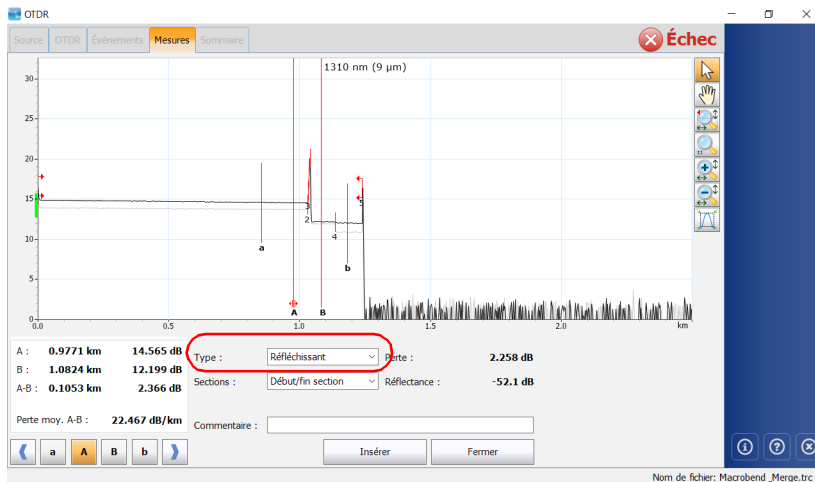 OTDR
Source OTDR Événements Mesures Sommaire Échec
1310 nm (9 µm)
30
25
20
15
10
5
0
3
2
4
5
a
b
A B
0.0 0.5 1.0 1.5 2.0 km
A : 0.9771 km 14.565 dB
B : 1.0824 km 12.199 dB
A-B : 0.1053 km 2.366 dB
Perte moy. A-B : 22.467 dB/km
Type : Réfléchissant Perte : 2.258 dB
Sections : Début/fin section Réflectance : -52.1 dB
Commentaire :
a A B b Insérer Fermer
Nom de fichier: Macrobend _Merge.trc